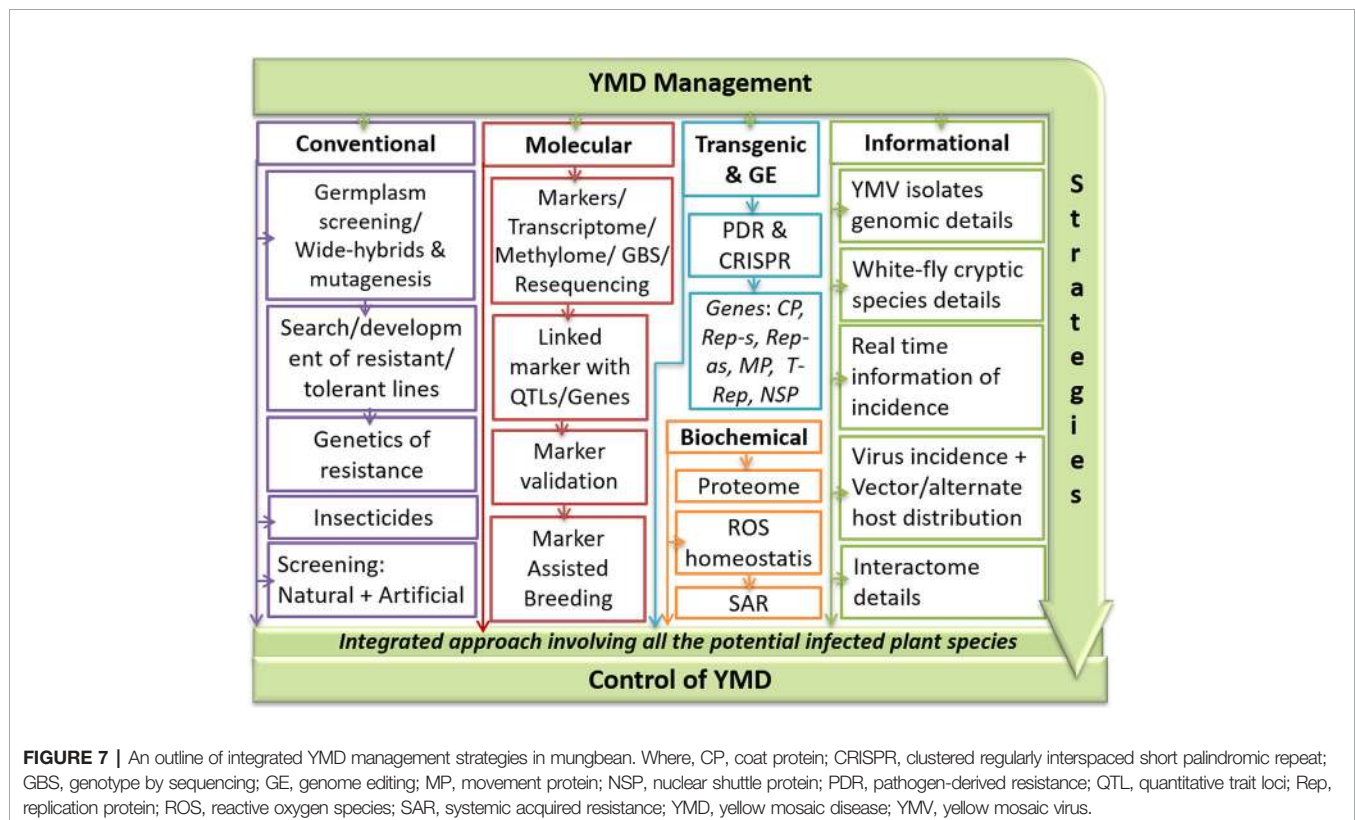 YMD Management
Conventional
Germplasm
screening/
Wide-hybrids &
mutagenesis
Search/developm
ent of resistant/
tolerant lines
Genetics of
resistance
Insecticides
Screening:
Natural + Artificial
Molecular
Markers/
Transcriptome/
Methylome/ GBS/
Resequencing
Linked
marker with
QTLs/Genes
Marker
validation
Marker
Assisted
Breeding
Transgenic
& GE
PDR &
CRISPR
Genes: CP,
Rep-s, Rep-
as, MP, T-
Rep, NSP
Biochemical
Proteome
ROS
homeostatis
SAR
Informational
YMV isolates
genomic details
White-fly cryptic
species details
Real time
information of
incidence
Virus incidence +
Vector/alternate
host distribution
Interactome
details
Strategies
Integrated approach involving all the potential infected plant species
Control of YMD
FIGURE 7 | An outline of integrated YMD management strategies in mungbean. Where, CP, coat protein; CRISPR, clustered regularly interspaced short palindromic repeat;
GBS, genotype by sequencing; GE, genome editing; MP, movement protein; NSP, nuclear shuttle protein; PDR, pathogen-derived resistance; QTL, quantitative trait loci; Rep,
replication protein; ROS, reactive oxygen species; SAR, systemic acquired resistance; YMD, yellow mosaic disease; YMV, yellow mosaic virus.